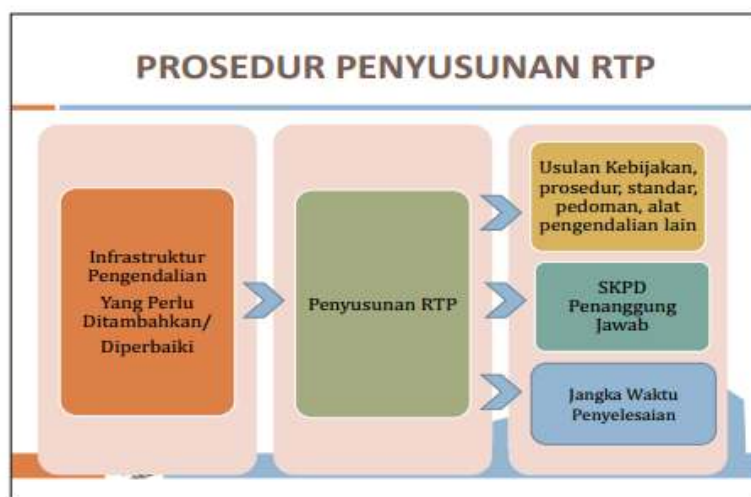 PROSEDUR PENYUSUNAN RTP
Infrastruktur
Pengendalian
Yang Perlu
Ditambahkan/
Diperbaiki
Penyusunan RTP
Usulan Kebijakan,
prosedur, standar,
pedoman, alat
pengendalian lain
SKPD
Penanggung
Jawab
Jangka Waktu
Penyelesaian